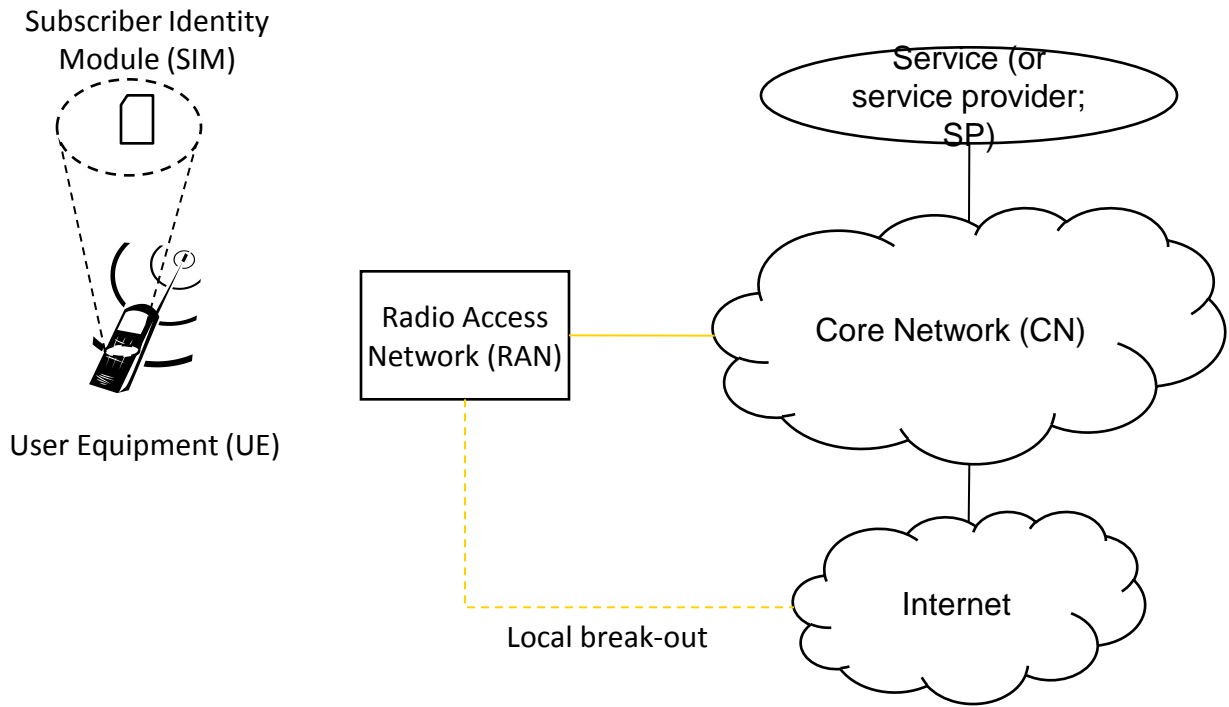 Subscriber Identity
Module (SIM)
Service (or
service provider;
SP)
Radio Access
Network (RAN)
Core Network (CN)
User Equipment (UE)
Internet
Local break-out